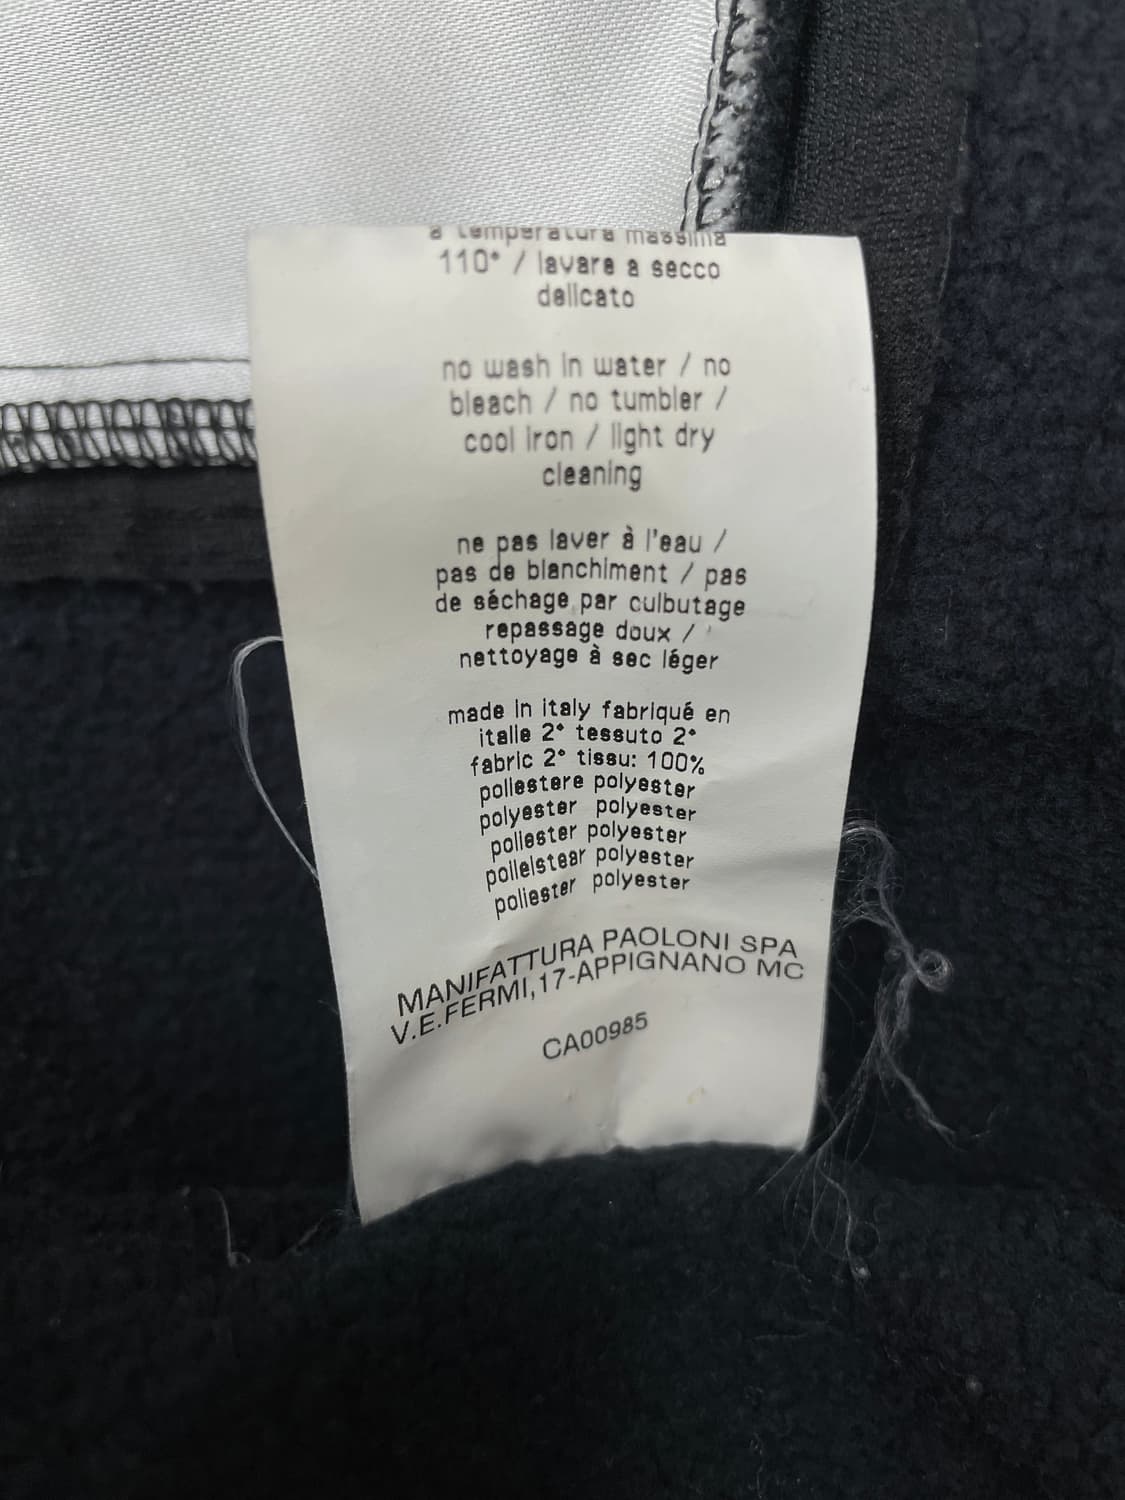 a temperatura massima
110° / lavare a secco
delicato
no wash in water / no
bleach / no tumbler /
cool iron / light dry
cleaning
ne pas laver à l'eau /
pas de blanchiment / pas
de séchage par culbutage
repassage doux /
nettoyage à sec léger
made in italy fabriqué en
italie 2° tessuto 2°
fabric 2° tissu: 100%
poliestere polyester
polyester polyester
poliester polyester
polieistear polyester
poliester polyester
MANIFATTURA PAOLONI SPA
V.E.FERMI,17-APPIGNANO MC
CA00985